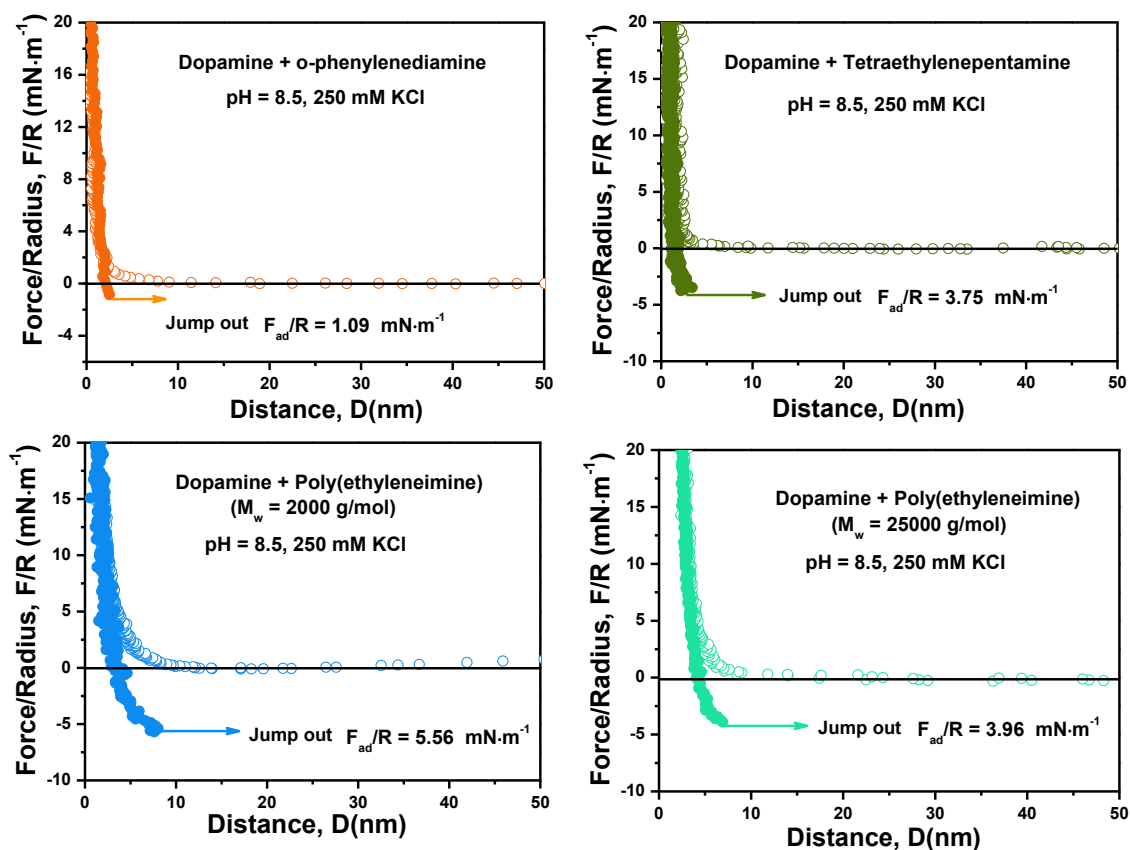 Force/Radius, F/R (mN·m⁻¹)
20
16
12
8
4
0
-4
Dopamine + o-phenylenediamine
pH = 8.5, 250 mM KCl
Jump out F_ad/R = 1.09 mN·m⁻¹
0 10 20 30 40 50
Distance, D(nm)
Force/Radius, F/R (mN·m⁻¹)
20
15
10
5
0
-5
-10
Dopamine + Tetraethylenepentamine
pH = 8.5, 250 mM KCl
Jump out F_ad/R = 3.75 mN·m⁻¹
0 10 20 30 40 50
Distance, D(nm)
Force/Radius, F/R (mN·m⁻¹)
20
15
10
5
0
-5
-10
Dopamine + Poly(ethyleneimine)
(M_w = 2000 g/mol)
pH = 8.5, 250 mM KCl
Jump out F_ad/R = 5.56 mN·m⁻¹
0 10 20 30 40 50
Distance, D(nm)
Force/Radius, F/R (mN·m⁻¹)
20
15
10
5
0
-5
-10
Dopamine + Poly(ethyleneimine)
(M_w = 25000 g/mol)
pH = 8.5, 250 mM KCl
Jump out F_ad/R = 3.96 mN·m⁻¹
0 10 20 30 40 50
Distance, D(nm)